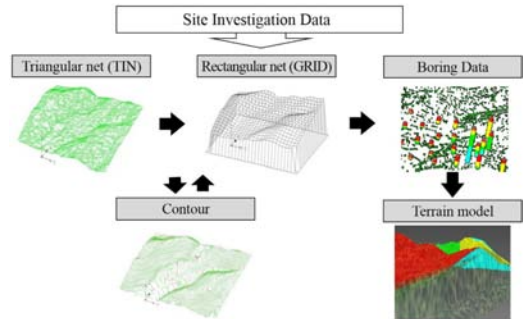 Site Investigation Data
Triangular net (TIN)
Rectangular net (GRID)
Boring Data
Contour
Terrain model